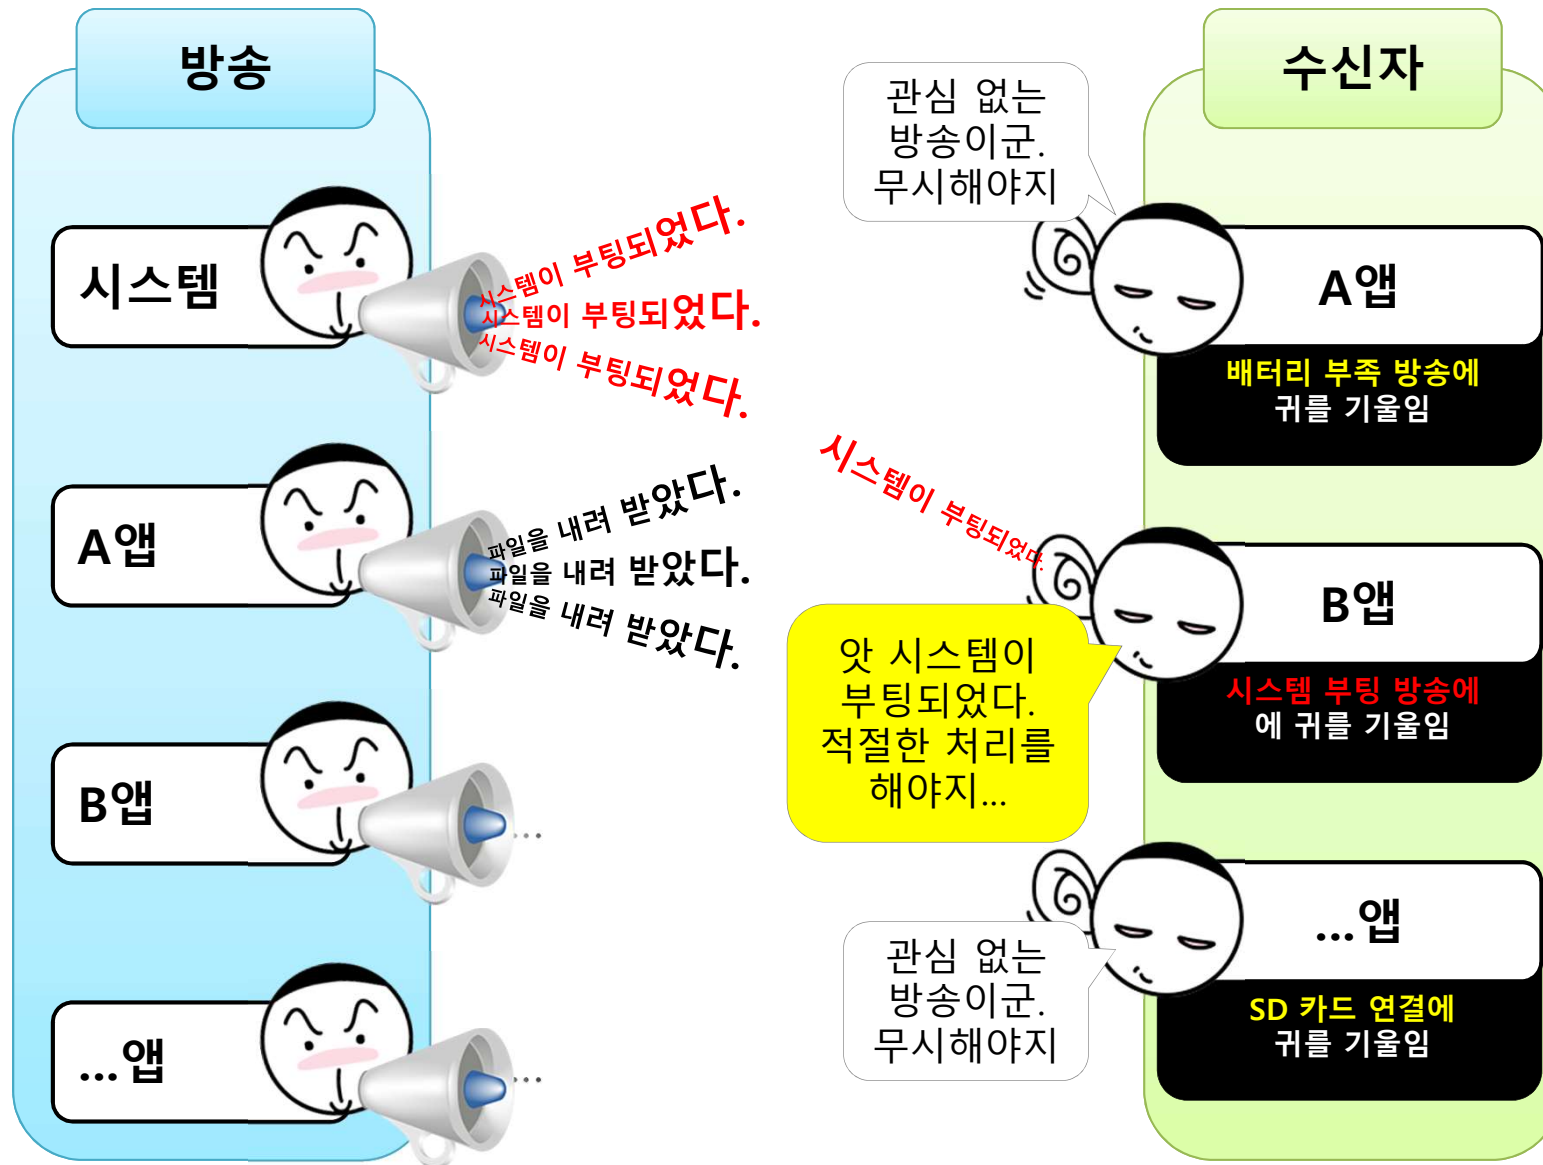 방송
시스템
시스템이 부팅되었다.
시스템이 부팅되었다.
시스템이 부팅되었다.
A앱
파일을 내려 받았다.
파일을 내려 받았다.
파일을 내려 받았다.
B앱
...
...앱
...
수신자
관심 없는
방송이군.
무시해야지
A앱
배터리 부족 방송에
귀를 기울임
시스템이 부팅되었다.
B앱
앗 시스템이
부팅되었다.
적절한 처리를
해야지...
시스템 부팅 방송에
에 귀를 기울임
...앱
관심 없는
방송이군.
무시해야지
SD 카드 연결에
귀를 기울임